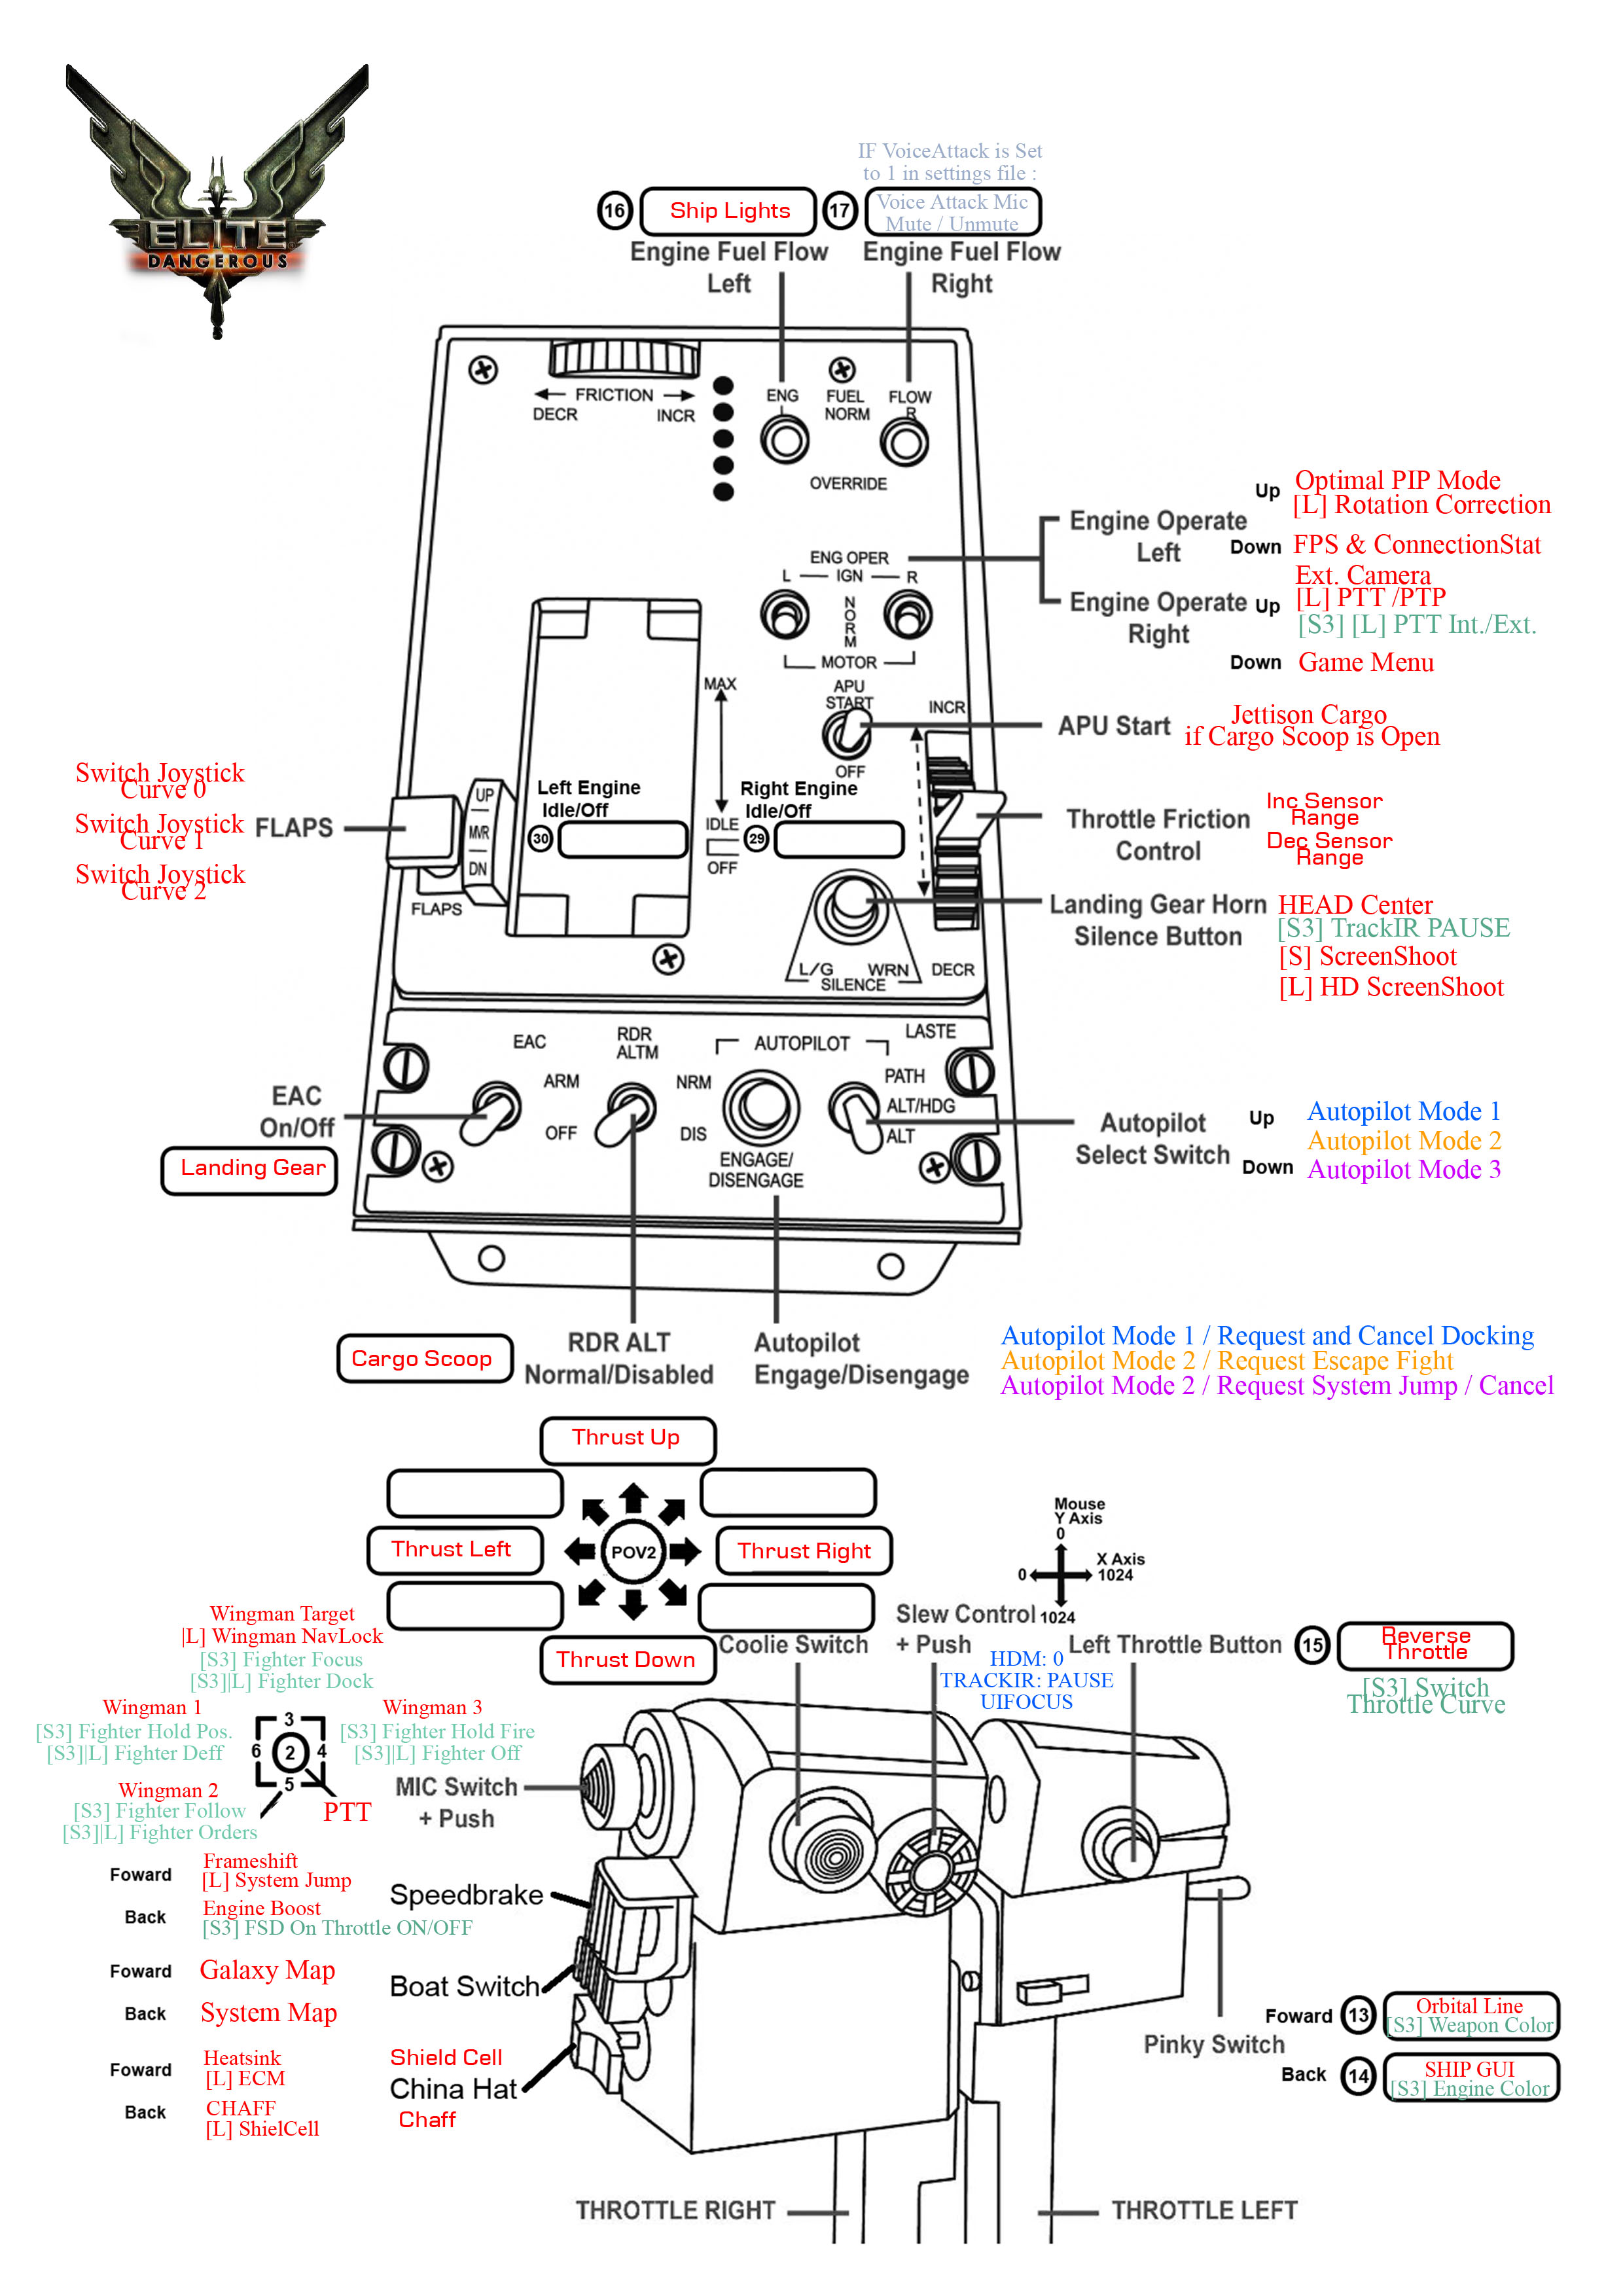 ELITE
DANGEROUS
IF VoiceAttack is Set
to 1 in settings file :
16
Ship Lights
17
Voice Attack Mic
Mute / Unmute
Engine Fuel Flow
Left
Engine Fuel Flow
Right
FRICTION
DECR
INCR
ENG
L
FUEL
NORM
FLOW
R
OVERRIDE
Up
Optimal PIP Mode
[L] Rotation Correction
Engine Operate
Left
Down
FPS & ConnectionStat
ENG OPER
L
IGN
R
NORM
MOTOR
Engine Operate
Right
Up
Ext. Camera
[L] PTT /PTP
[S3] [L] PTT Int./Ext.
Down
Game Menu
MAX
APU
START
OFF
INCR
APU Start
Jettison Cargo
if Cargo Scoop is Open
Switch Joystick
Curve 0
Switch Joystick
Curve 1
Switch Joystick
Curve 2
FLAPS
UP
MVR
DN
FLAPS
Left Engine
Idle/Off
30
IDLE
OFF
Right Engine
Idle/Off
29
Throttle Friction
Control
Inc Sensor
Range
Dec Sensor
Range
Landing Gear Horn
Silence Button
HEAD Center
[S3] TrackIR PAUSE
[S] ScreenShoot
[L] HD ScreenShoot
L/G
WRN
SILENCE
DECR
EAC
RDR
ALTM
AUTOPILOT
LASTE
ARM
NRM
PATH
ALT/HDG
OFF
DIS
ALT
ENGAGE/
DISENGAGE
EAC
On/Off
Landing Gear
Autopilot
Select Switch
Up
Down
Autopilot Mode 1
Autopilot Mode 2
Autopilot Mode 3
Cargo Scoop
RDR ALT
Normal/Disabled
Autopilot
Engage/Disengage
Autopilot Mode 1 / Request and Cancel Docking
Autopilot Mode 2 / Request Escape Fight
Autopilot Mode 2 / Request System Jump / Cancel
Thrust Up
Thrust Left
POV2
Thrust Right
Thrust Down
Mouse
Y Axis
0
X Axis
0
1024
1024
Coolie Switch
Slew Control
+ Push
HDM: 0
TRACKIR: PAUSE
UIFOCUS
Left Throttle Button
15
Reverse
Throttle
[S3] Switch
Throttle Curve
Wingman Target
|L] Wingman NavLock
[S3] Fighter Focus
[S3]|L] Fighter Dock
Wingman 1
[S3] Fighter Hold Pos.
[S3]|L] Fighter Deff
3
6
2
4
5
Wingman 3
[S3] Fighter Hold Fire
[S3]|L] Fighter Off
Wingman 2
[S3] Fighter Follow
[S3]|L] Fighter Orders
PTT
MIC Switch
+ Push
Foward
Frameshift
[L] System Jump
Back
Engine Boost
[S3] FSD On Throttle ON/OFF
Speedbrake
Foward
Galaxy Map
Back
System Map
Boat Switch
Foward
Heatsink
[L] ECM
Back
CHAFF
[L] ShielCell
Shield Cell
China Hat
Chaff
Pinky Switch
Foward
13
Orbital Line
[S3] Weapon Color
Back
14
SHIP GUI
[S3] Engine Color
THROTTLE RIGHT
THROTTLE LEFT